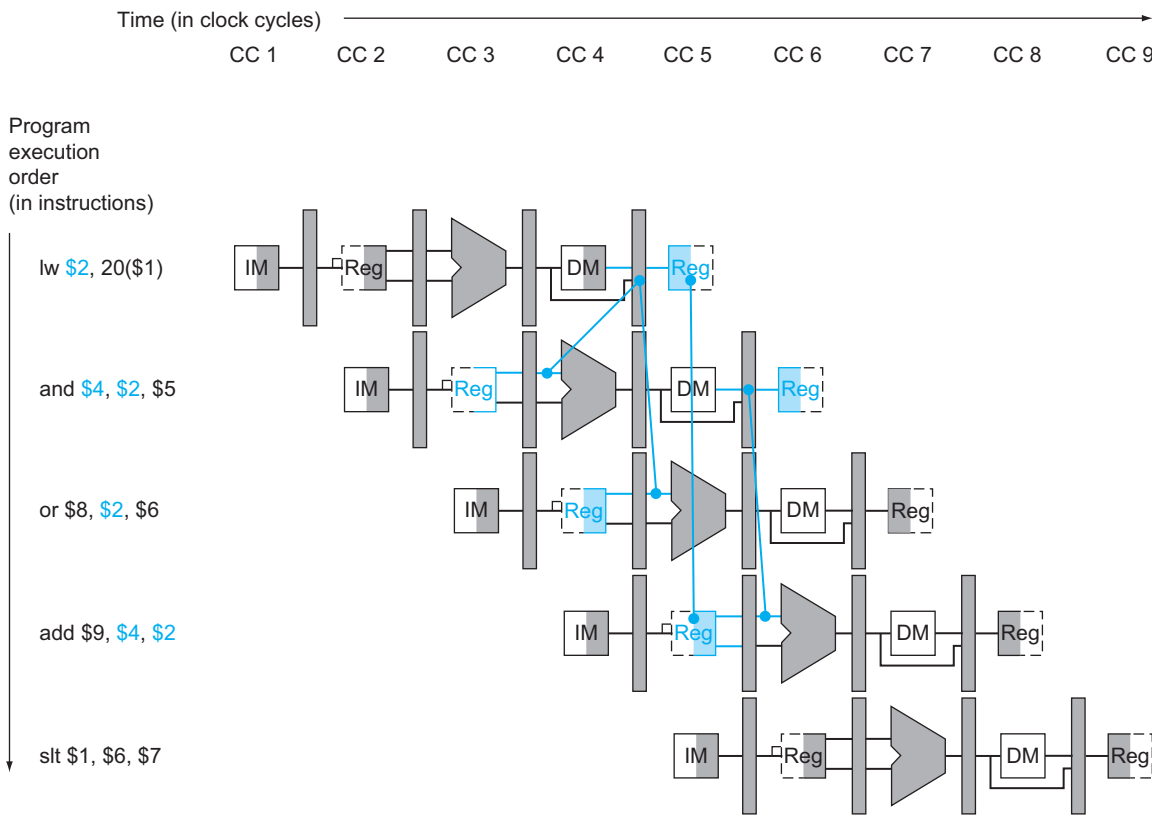 Time (in clock cycles)
CC 1 CC 2 CC 3 CC 4 CC 5 CC 6 CC 7 CC 8 CC 9
Program
execution
order
(in instructions)
lw $2, 20($1)
IM Reg DM Reg
and $4, $2, $5
IM Reg DM Reg
or $8, $2, $6
IM Reg DM Reg
add $9, $4, $2
IM Reg DM Reg
slt $1, $6, $7
IM Reg DM Reg